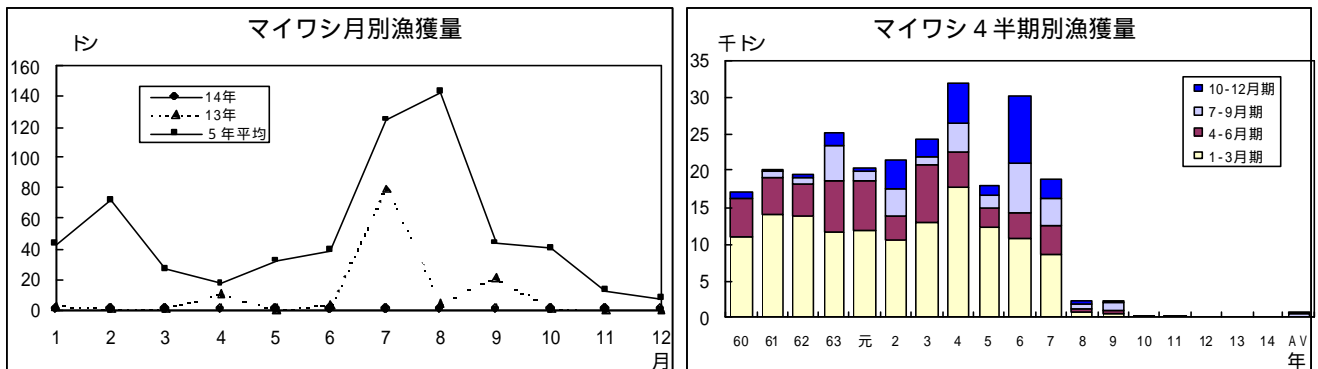 マイワシ月別漁獲量
トン
160
140
120
100
80
60
40
20
0
14年
13年
５年平均
1 2 3 4 5 6 7 8 9 10 11 12
月
マイワシ４半期別漁獲量
千トン
35
30
25
20
15
10
5
0
10-12月期
7-9月期
4-6月期
1-3月期
60 61 62 63 元 2 3 4 5 6 7 8 9 10 11 12 13 14 AV
年